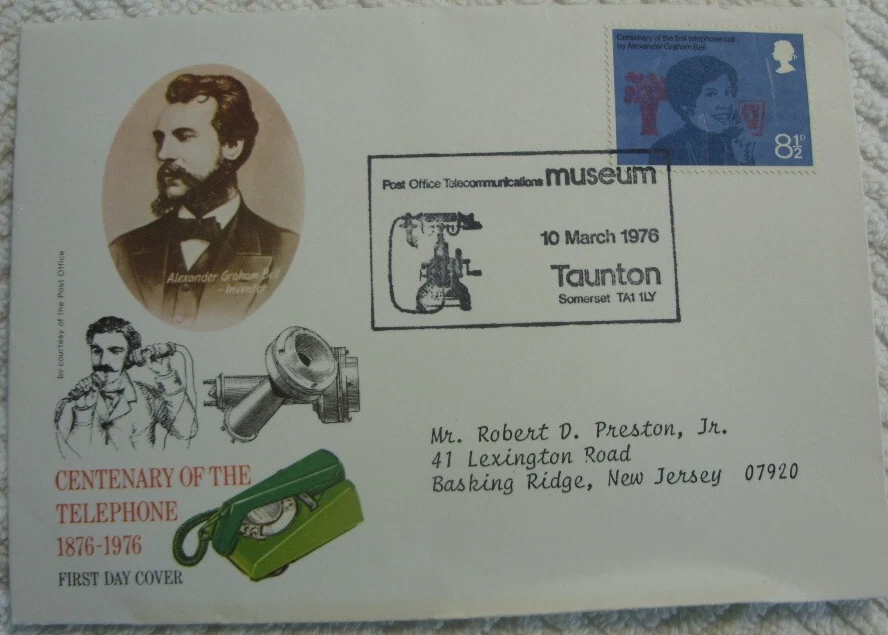 Centenary of the first telephone call
by Alexander Graham Bell
8½P
Post Office Telecommunications museum
10 March 1976
Taunton
Somerset TA1 1LY
Alexander Graham Bell
- Inventor
by courtesy of the Post Office
Mr. Robert D. Preston, Jr.
41 Lexington Road
Basking Ridge, New Jersey 07920
CENTENARY OF THE
TELEPHONE
1876-1976
FIRST DAY COVER